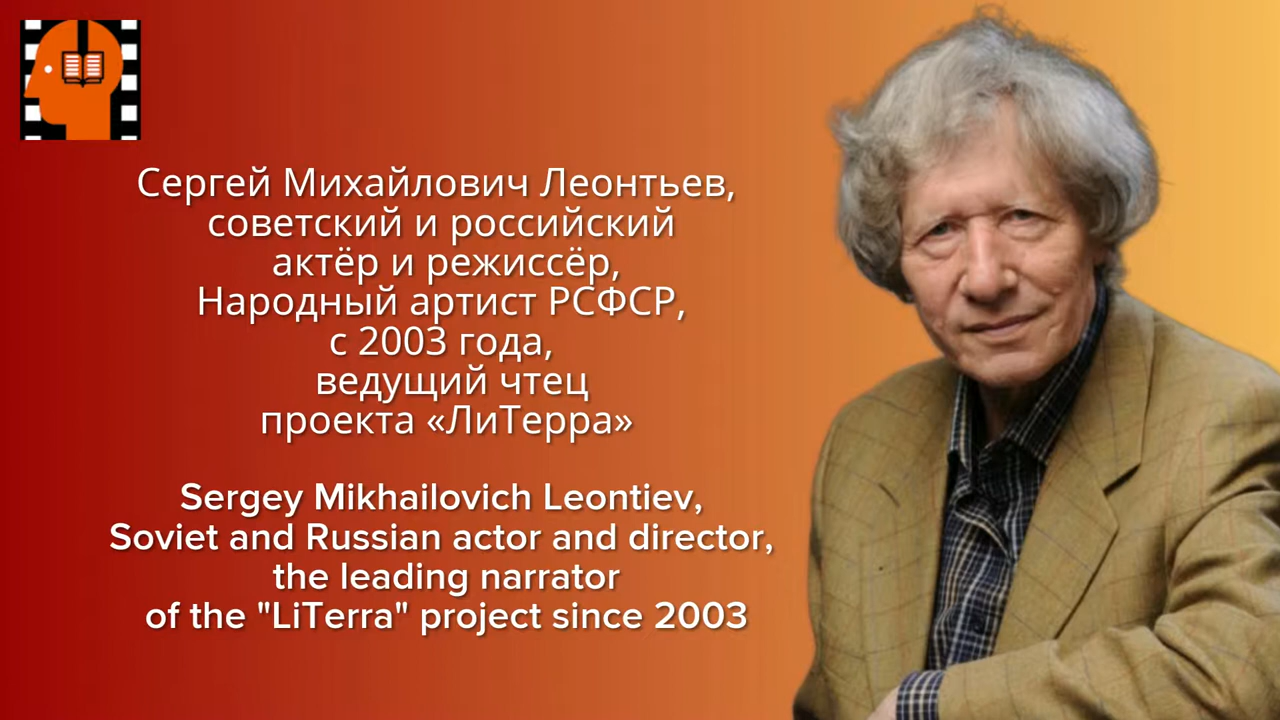 Сергей Михайлович Леонтьев,
советский и российский
актёр и режиссёр,
Народный артист РСФСР,
с 2003 года,
ведущий чтец
проекта «ЛиТерра»
Sergey Mikhailovich Leontiev,
Soviet and Russian actor and director,
the leading narrator
of the "LiTerra" project since 2003